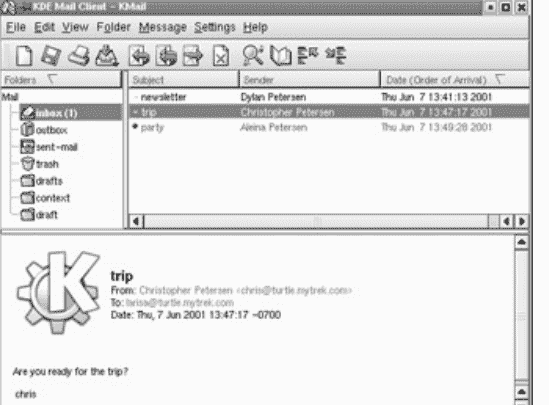 KDE Mail Client - KMail
File Edit View Folder Message Settings Help
Folders Subject Sender Date (Order of Arrival)
Mail
inbox (1)
outbox
sent-mail
trash
drafts
context
draft
newsletter Dylan Petersen Thu Jun 7 13:41:13 2001
trip Christopher Petersen Thu Jun 7 13:47:17 2001
party Aleina Petersen Thu Jun 7 13:49:28 2001
trip
From: Christopher Petersen <chris@turtle.mytrek.com>
To: larisa@turtle.mytrek.com
Date: Thu, 7 Jun 2001 13:47:17 -0700
Are you ready for the trip?
chris